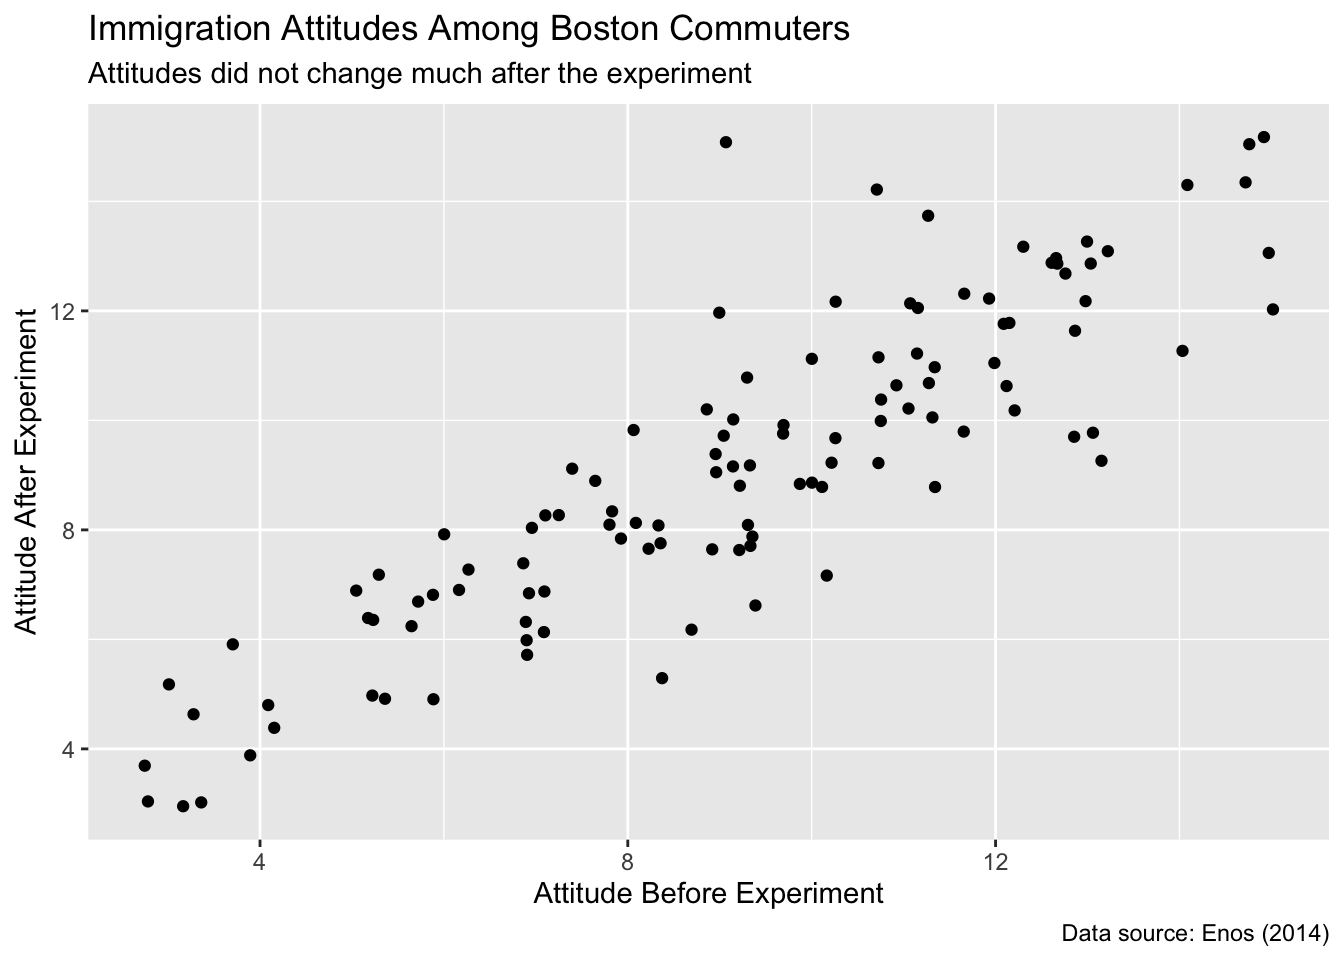 Immigration Attitudes Among Boston Commuters
Attitudes did not change much after the experiment
Attitude After Experiment
12
8
4
4
8
12
Attitude Before Experiment
Data source: Enos (2014)